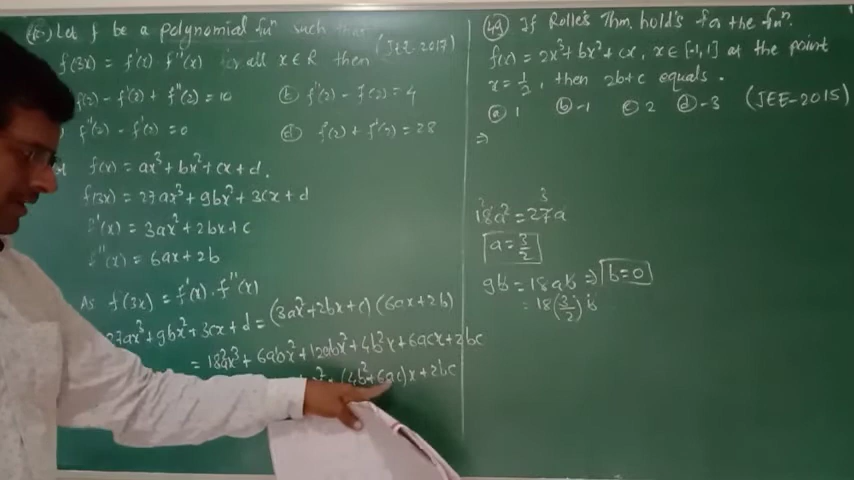 Let f be a polynomial fuⁿ such that
(JEE-2017)
f(3x) = f'(x) · f''(x) for all x ∈ R then
f(2) - f'(2) + f''(2) = 10
(b) f'(2) - f(2) = 4
f''(2) - f'(2) = 0
(d) f(2) + f'(2) = 28
f(x) = ax³ + bx² + cx + d.
f(3x) = 27ax³ + 9bx² + 3cx + d
f'(x) = 3ax² + 2bx + c
f''(x) = 6ax + 2b
As f(3x) = f'(x) · f''(x)
27ax³ + 9bx² + 3cx + d = (3ax² + 2bx + c)(6ax + 2b)
= 18a²x³ + 6abx² + 12abx² + 4b²x + 6acx + 2bc
(4b² + 6ac)x + 2bc
49) If Rolle's Thm. hold's for the fuⁿ.
f(x) = 2x³ + bx² + cx, x ∈ [-1, 1] at the point
x = 1/2, then 2b + c equals.
(a) 1 (b) -1 (c) 2 (d) -3 (JEE-2015)
⇒
18a² = 27a
2 3
a = 3/2
9b = 18ab ⇒ b = 0
= 18(3/2) b